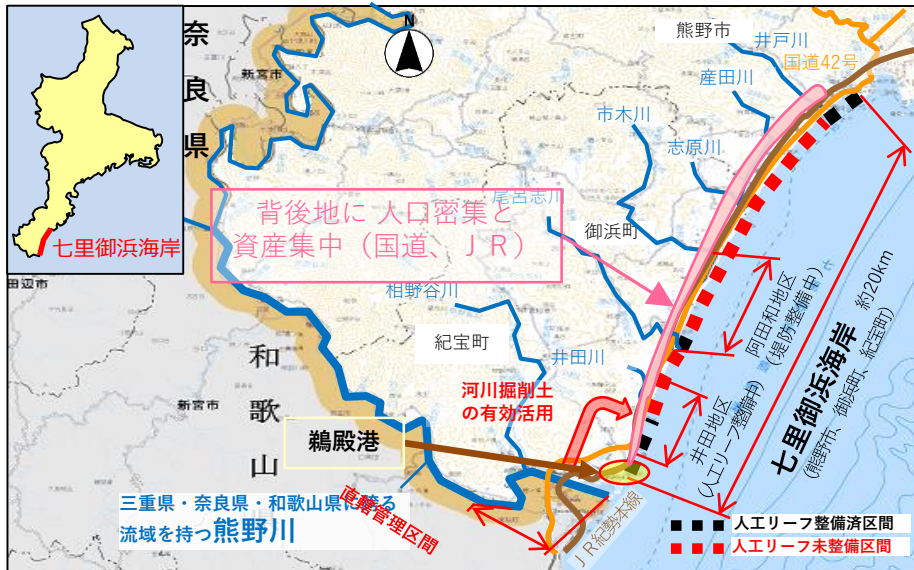 奈良県
七里御浜海岸
N
新宮市
熊野市
井戸川
国道42号
産田川
市木川
志原川
尾呂志川
御浜町
背後地に 人口密集と
資産集中(国道、JR)
相野谷川
紀宝町
井田川
田辺市
和歌山
新宮市
河川掘削土
の有効活用
鵜殿港
阿田和地区
(堤防整備中)
井田地区
(人工リーフ整備中)
約20km
七里御浜海岸
(熊野市、御浜町、紀宝町)
三重県・奈良県・和歌山県に跨る
流域を持つ熊野川
直轄管理区間
JR紀勢本線
人工リーフ整備済区間
人工リーフ未整備区間